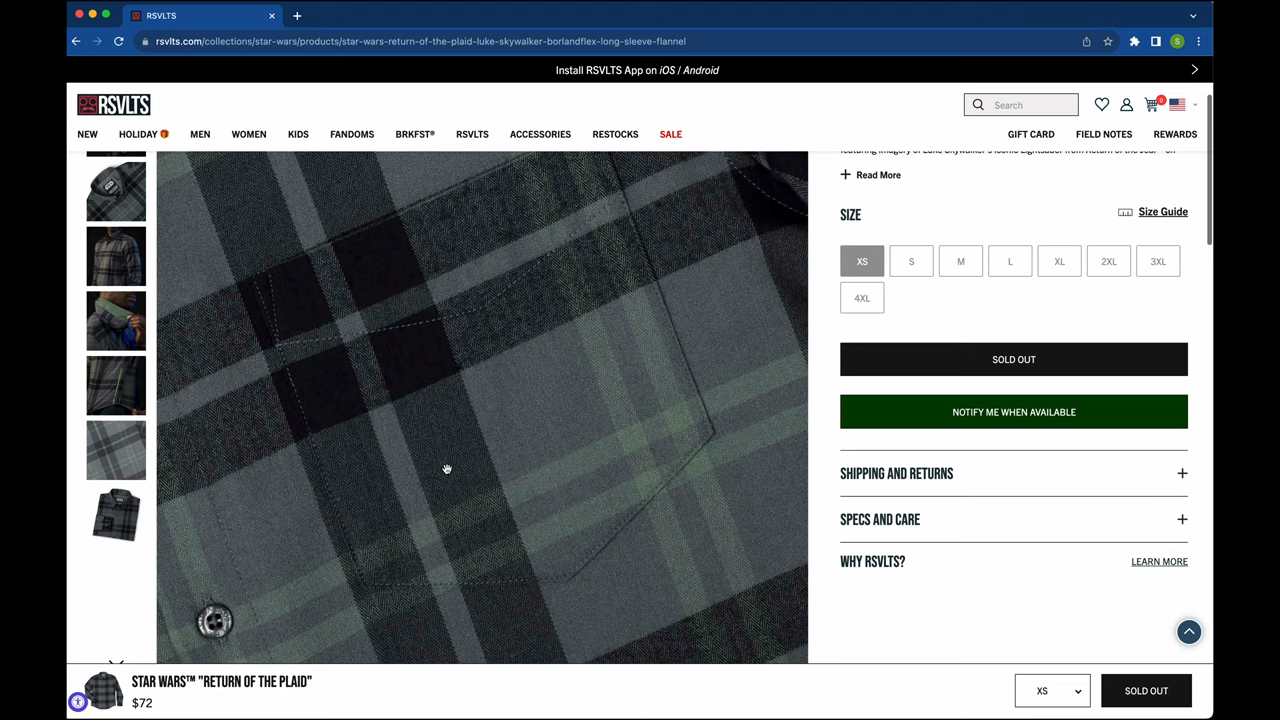 RSVLTS
rsvlts.com/collections/star-wars/products/star-wars-return-of-the-plaid-luke-skywalker-borlandflex-long-sleeve-flannel
S
Install RSVLTS App on iOS / Android
RSVLTS
Search
0
NEW HOLIDAY MEN WOMEN KIDS FANDOMS BRKFST® RSVLTS ACCESSORIES RESTOCKS SALE GIFT CARD FIELD NOTES REWARDS
Read More
SIZE
Size Guide
XS S M L XL 2XL 3XL
4XL
SOLD OUT
NOTIFY ME WHEN AVAILABLE
SHIPPING AND RETURNS
SPECS AND CARE
WHY RSVLTS?
LEARN MORE
STAR WARS™ "RETURN OF THE PLAID"
$72
XS
SOLD OUT